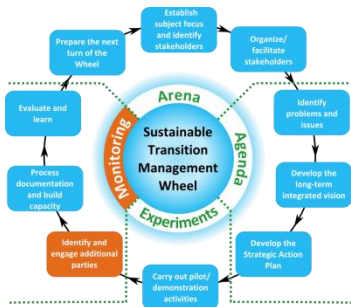 Establish
subject focus
and identify
stakeholders
Organize/
facilitate
stakeholders
Identify
problems and
issues
Develop the
long-term
integrated vision
Develop the
Strategic Action
Plan
Carry out pilot/
demonstration
activities
Identify and
engage additional
parties
Process
documentation
and build
capacity
Evaluate and
learn
Prepare the next
turn of the Wheel
Arena
Agenda
Experiments
Monitoring
Sustainable
Transition
Management
Wheel